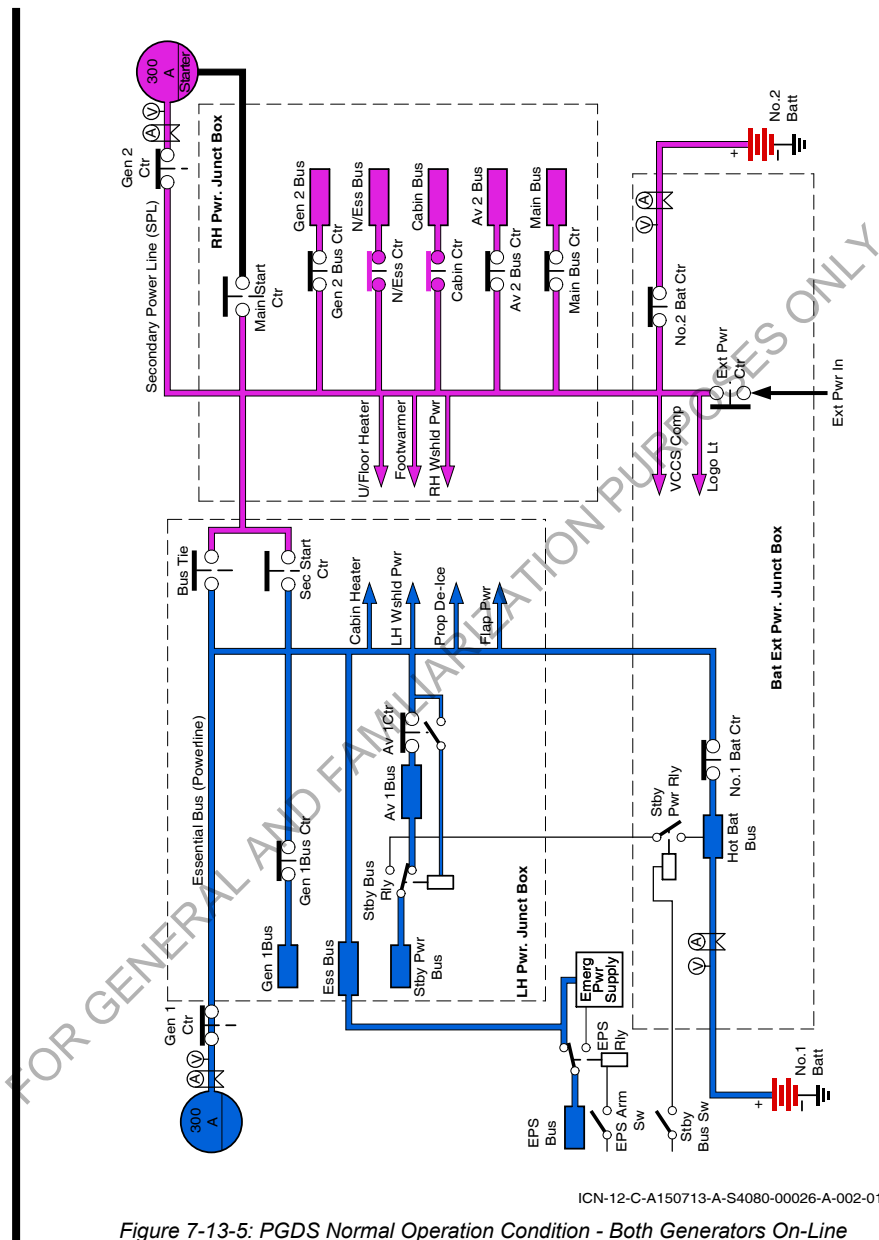 300
A
Starter
V
A
Gen 2
Ctr
Secondary Power Line (SPL)
RH Pwr. Junct Box
Main Start
Ctr
Gen 2 Bus
Gen 2 Bus Ctr
N/Ess Bus
N/Ess Ctr
Cabin Bus
Cabin Ctr
Av 2 Bus
Av 2 Bus Ctr
Main Bus
Main Bus Ctr
U/Floor Heater
Footwarmer
RH Wshld Pwr
No.2
Batt
+
–
V
A
No.2 Bat Ctr
Ext Pwr
Ctr
Ext Pwr In
VCCS Comp
Logo Lt
Bat Ext Pwr. Junct Box
Bus Tie
Sec Start
Ctr
Cabin Heater
LH Wshld Pwr
Prop De-Ice
Flap Pwr
Essential Bus (Powerline)
Gen 1Bus Ctr
Gen 1Bus
Av 1Ctr
Av 1Bus
Stby Bus
Rly
Stby Pwr
Bus
Ess Bus
LH Pwr. Junct Box
Gen 1
Ctr
V
A
300
A
Emerg
Pwr
Supply
EPS
Rly
EPS
Bus
EPS Arm
Sw
Stby
Bus Sw
Stby
Pwr Rly
No.1 Bat Ctr
Hot Bat
Bus
V
A
No.1
Batt
+
–
FOR GENERAL AND FAMILIARIZATION PURPOSES ONLY
ICN-12-C-A150713-A-S4080-00026-A-002-01
Figure 7-13-5: PGDS Normal Operation Condition - Both Generators On-Line